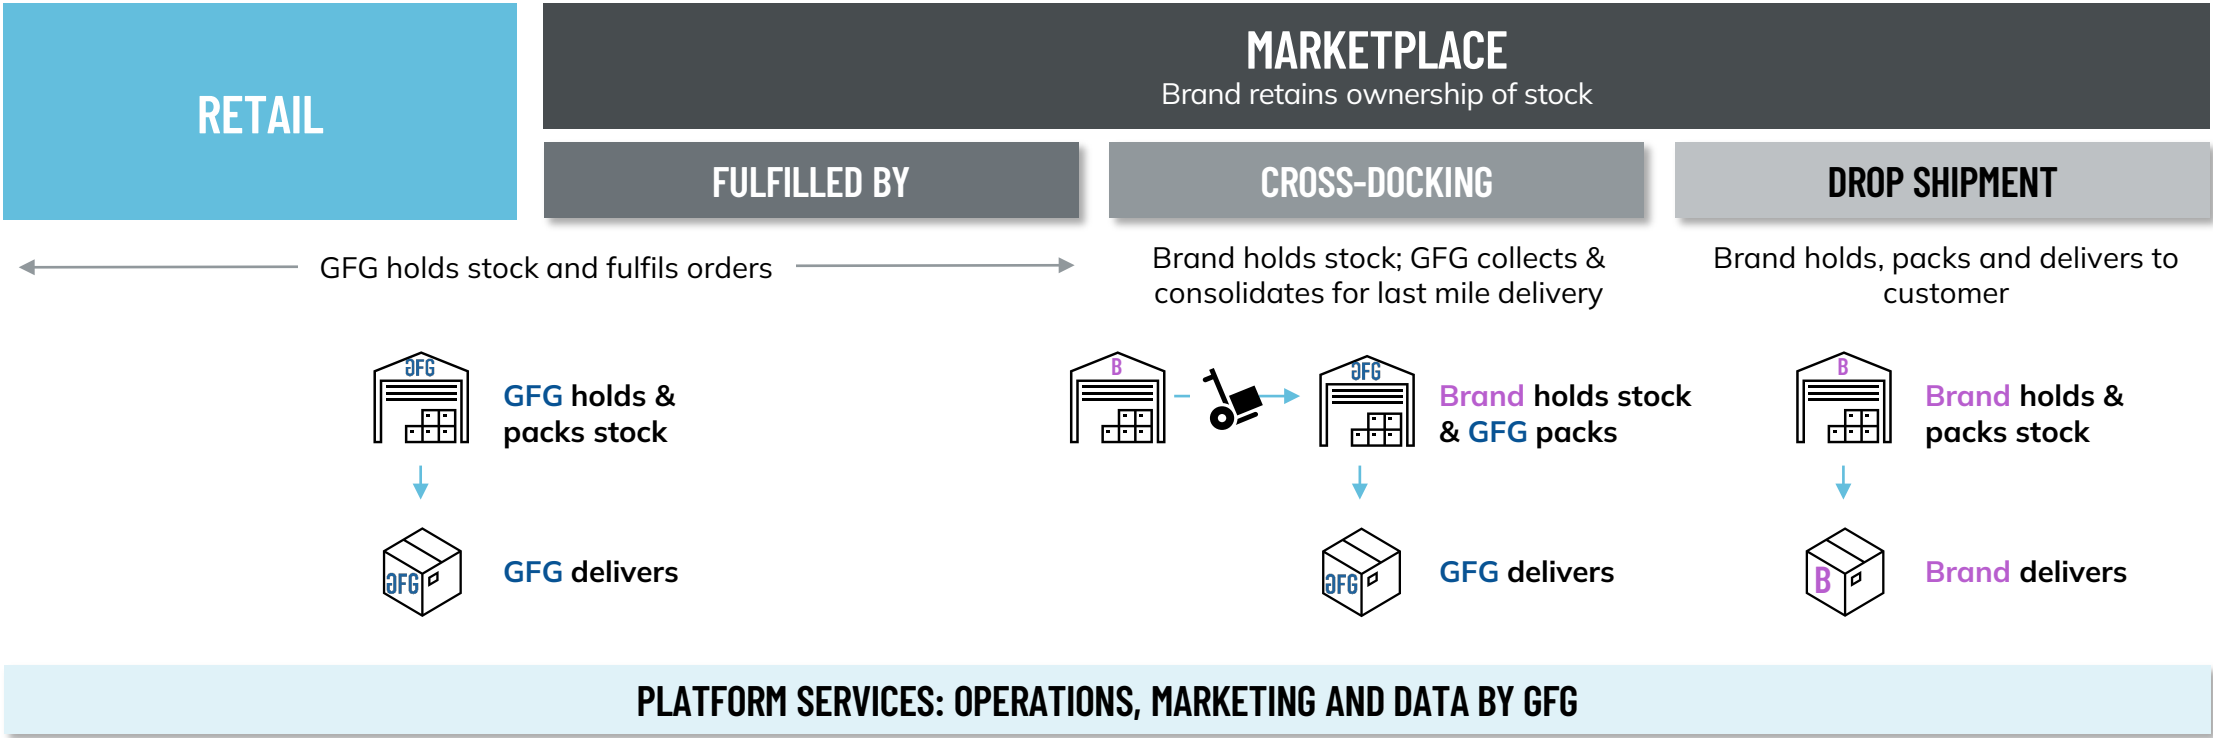 RETAIL
MARKETPLACE
Brand retains ownership of stock
FULFILLED BY
CROSS-DOCKING
DROP SHIPMENT
GFG holds stock and fulfils orders
Brand holds stock; GFG collects &
consolidates for last mile delivery
Brand holds, packs and delivers to
customer
GFG
GFG holds &
packs stock
B
GFG
Brand holds stock
& GFG packs
B
Brand holds &
packs stock
GFG
GFG delivers
GFG
GFG delivers
B
Brand delivers
PLATFORM SERVICES: OPERATIONS, MARKETING AND DATA BY GFG